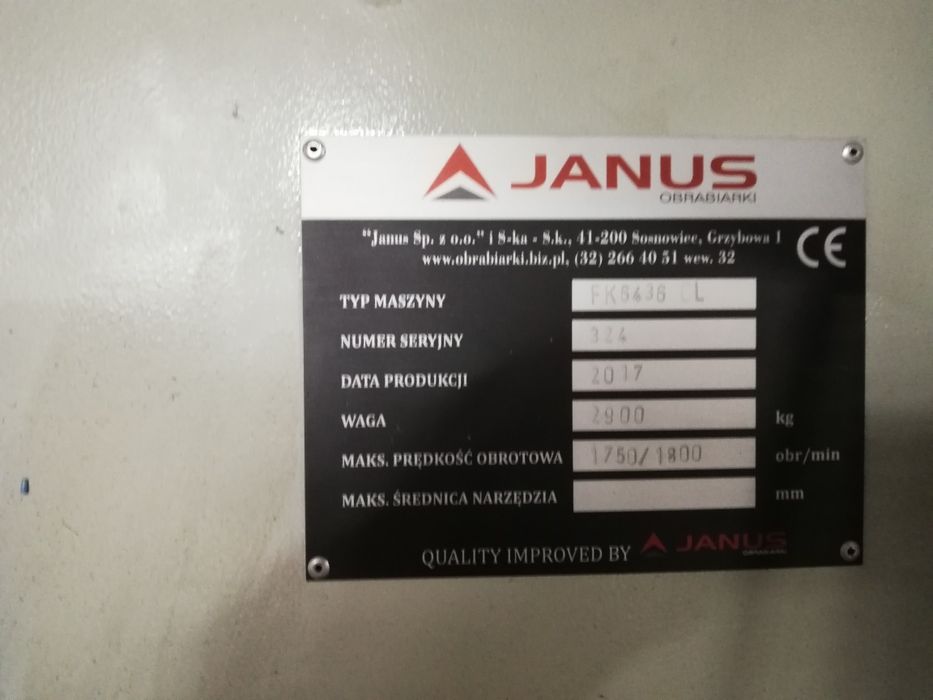 JANUS
OBRABIARKI
"Janus Sp. z o.o." i S-ka - S.k., 41-200 Sosnowiec, Grzybowa 1
www.obrabiarki.biz.pl, (32) 266 40 51 wew. 32
CE
TYP MASZYNY FK6436 CL
NUMER SERYJNY 324
DATA PRODUKCJI 2017
WAGA 2900 kg
MAKS. PRĘDKOŚĆ OBROTOWA 1750/1800 obr/min
MAKS. ŚREDNICA NARZĘDZIA mm
QUALITY IMPROVED BY JANUS
OBRABIARKI